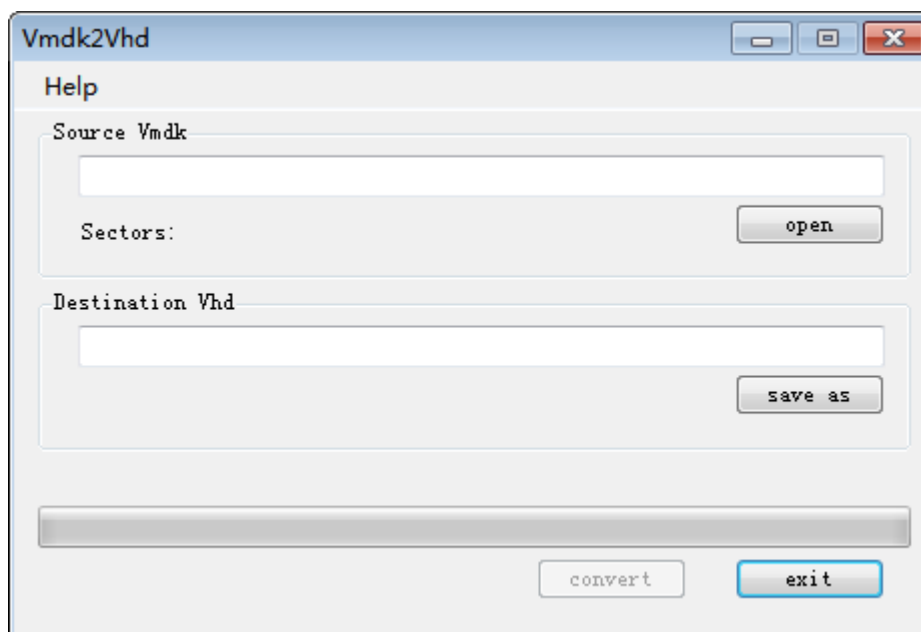 Vmdk2Vhd
Help
Source Vmdk
Sectors:
open
Destination Vhd
save as
convert
exit